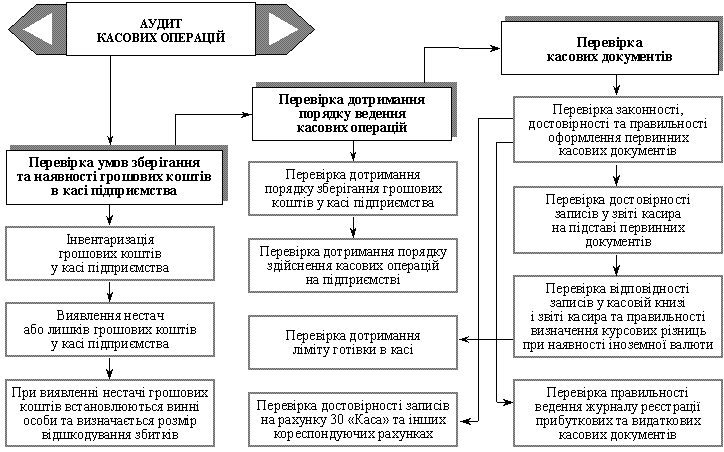 АУДИТ
КАСОВИХ ОПЕРАЦІЙ
Перевірка умов зберігання
та наявності грошових коштів
в касі підприємства
Інвентаризація
грошових коштів
у касі підприємства
Виявлення нестач
або лишків грошових коштів
у касі підприємства
При виявленні нестачі грошових
коштів встановлюються винні
особи та визначається розмір
відшкодування збитків
Перевірка дотримання
порядку ведення
касових операцій
Перевірка дотримання
порядку зберігання грошових
коштів у касі підприємства
Перевірка дотримання порядку
здійснення касових операцій
на підприємстві
Перевірка дотримання
ліміту готівки в касі
Перевірка достовірності записів
на рахунку 30 «Каса» та інших
кореспондуючих рахунках
Перевірка
касових документів
Перевірка законності,
достовірності та правильності
оформлення первинних
касових документів
Перевірка достовірності
записів у звіті касира
на підставі первинних
документів
Перевірка відповідності
записів у касовій книзі
і звіті касира та правильності
визначення курсових різниць
при наявності іноземної валюти
Перевірка правильності
ведення журналу реєстрації
прибуткових та видаткових
касових документів